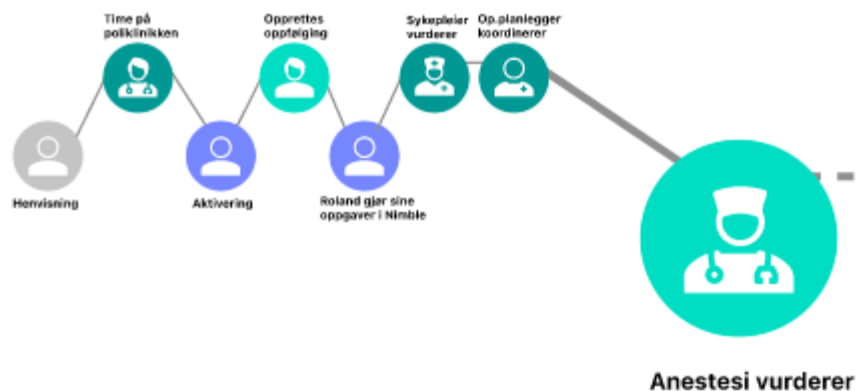 Time på
poliklinikken
Opprettes
oppfølging
Sykepleier
vurderer
Op.planlegger
koordinerer
Henvisning
Aktivering
Roland gjør sine
oppgaver i Nimble
Anestesi vurderer